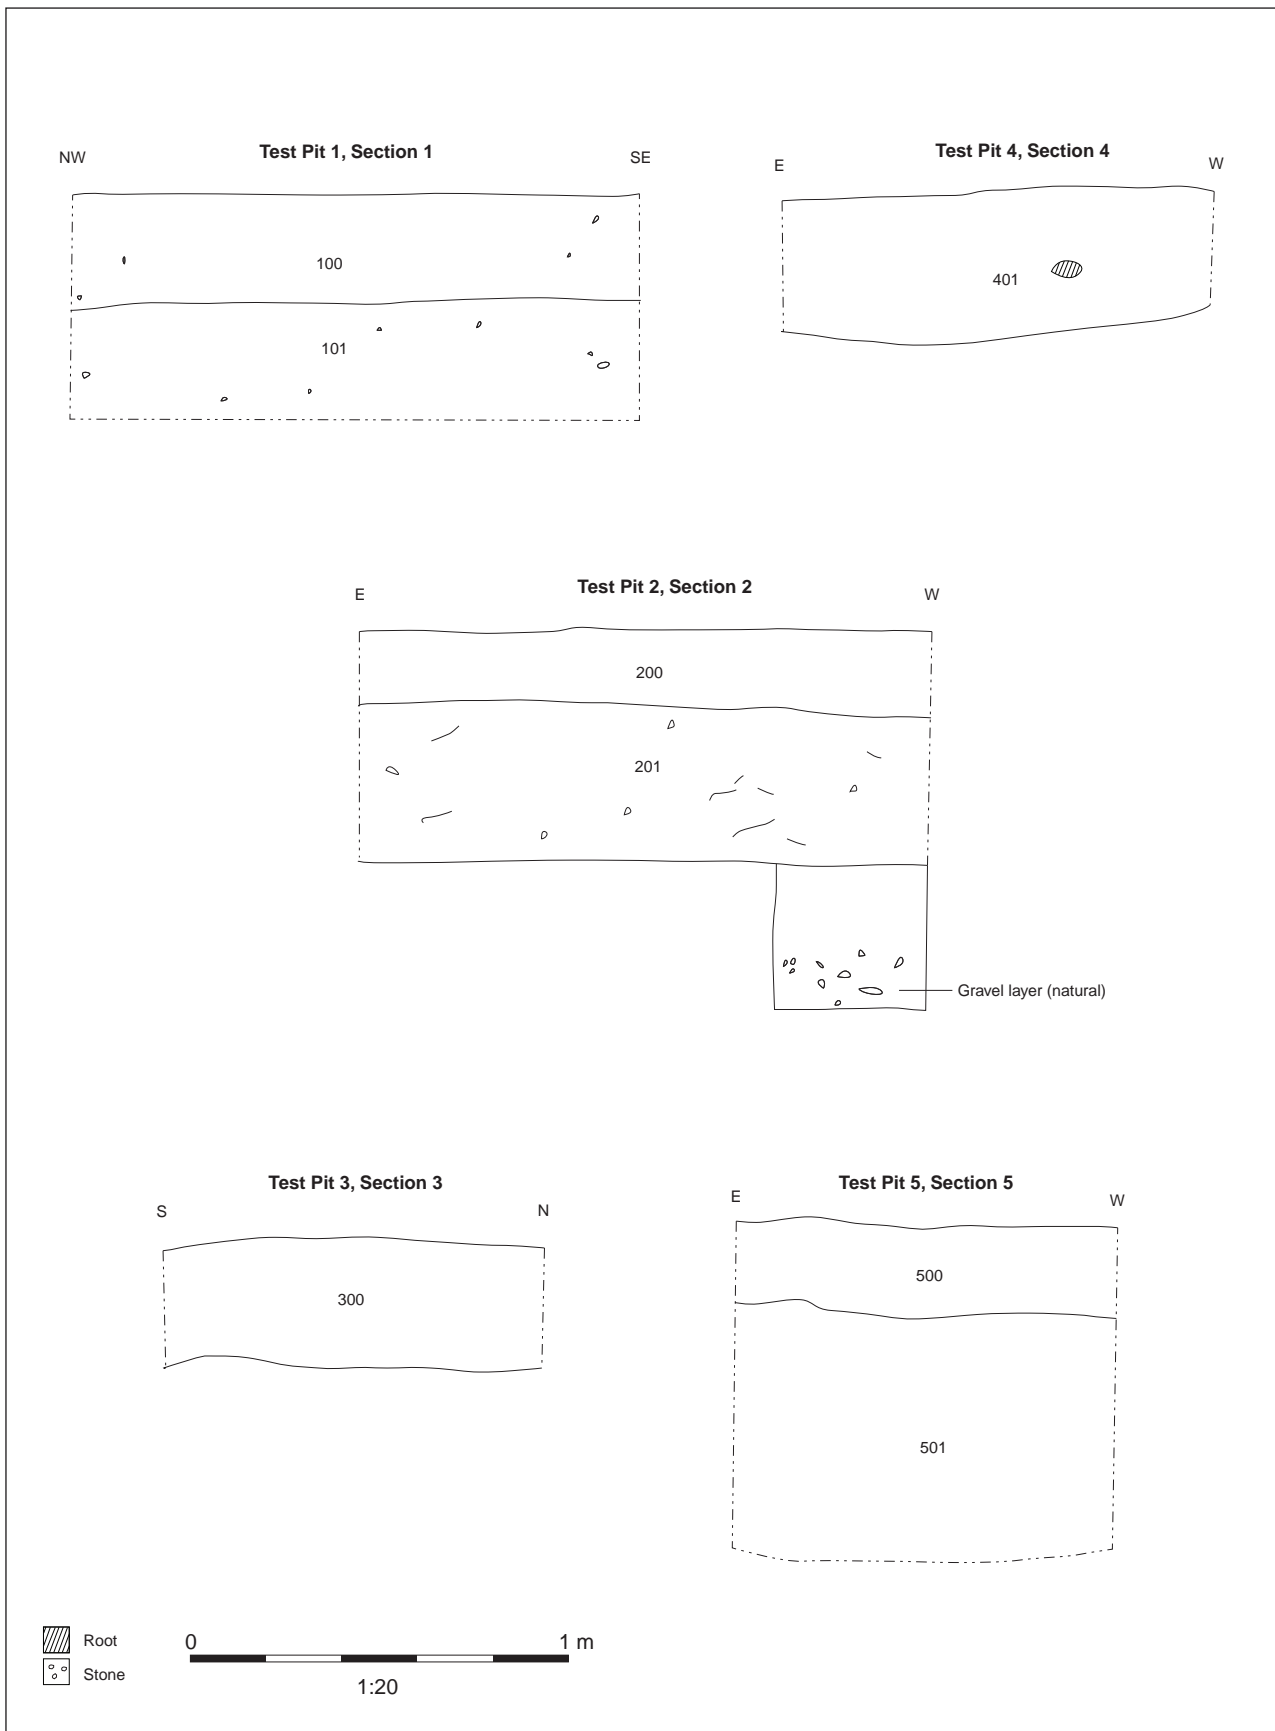 Test Pit 1, Section 1
NW
SE
100
101
Test Pit 4, Section 4
E
W
401
Test Pit 2, Section 2
E
W
200
201
Gravel layer (natural)
Test Pit 3, Section 3
S
N
300
Test Pit 5, Section 5
E
W
500
501
Root
Stone
0
1 m
1:20